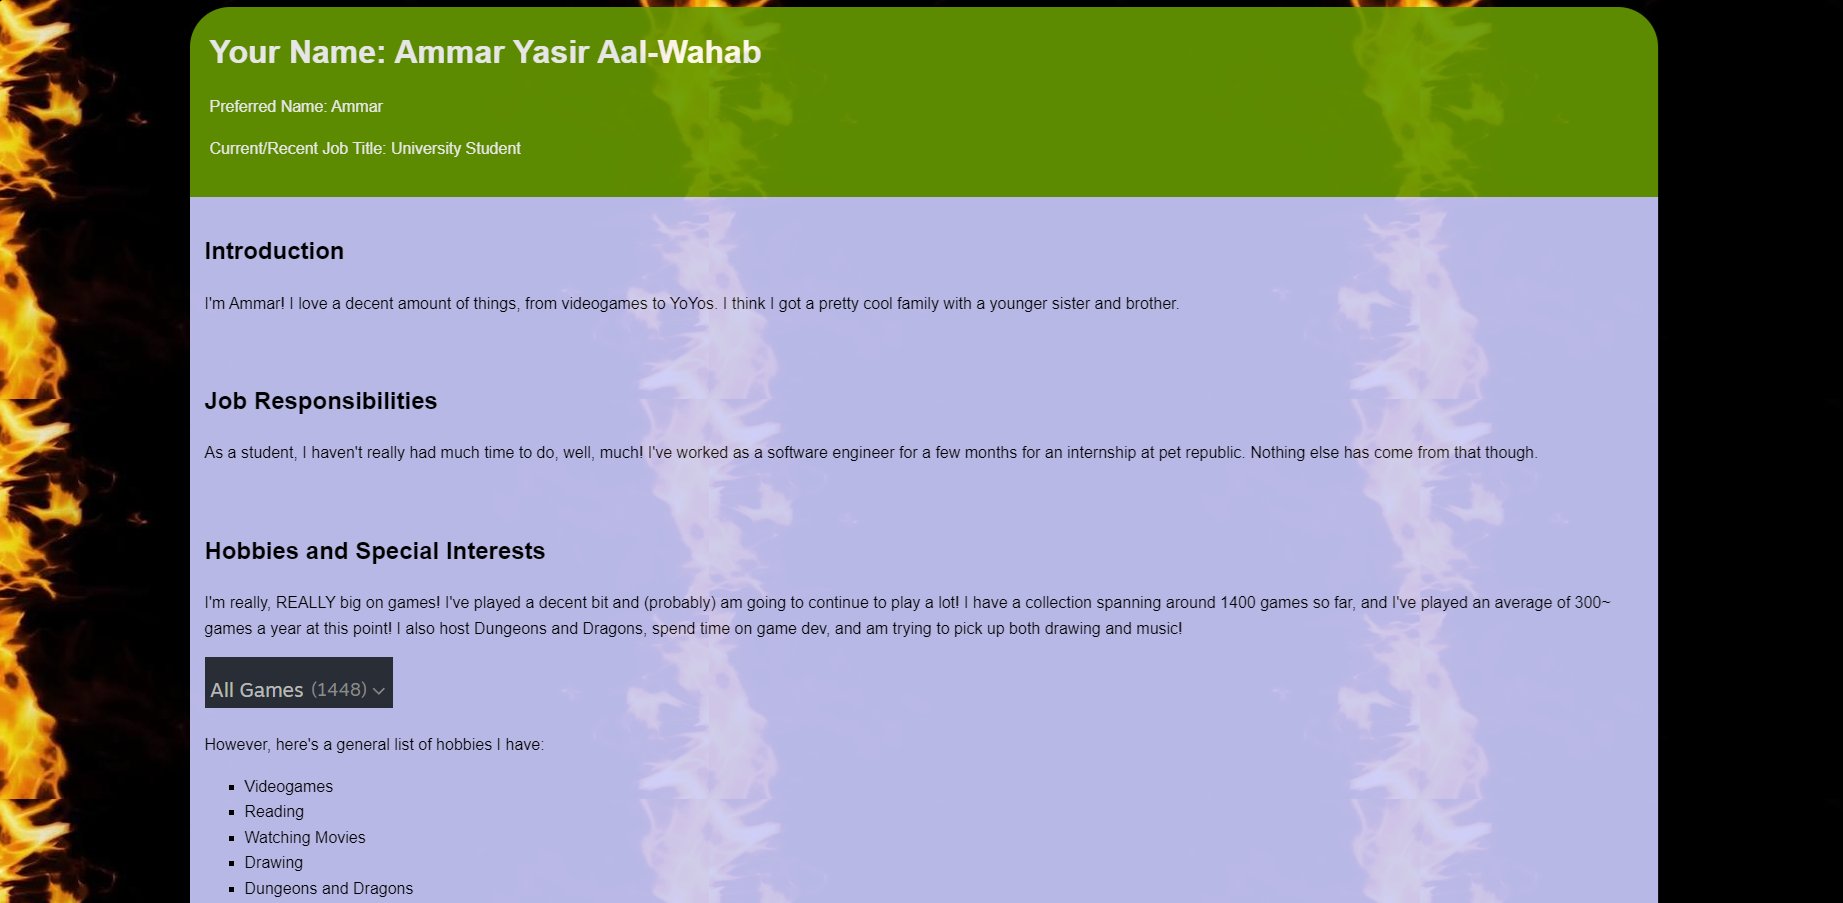 Your Name: Ammar Yasir Aal-Wahab
Preferred Name: Ammar
Current/Recent Job Title: University Student
Introduction
I'm Ammar! I love a decent amount of things, from videogames to YoYos. I think I got a pretty cool family with a younger sister and brother.
Job Responsibilities
As a student, I haven't really had much time to do, well, much! I've worked as a software engineer for a few months for an internship at pet republic. Nothing else has come from that though.
Hobbies and Special Interests
I'm really, REALLY big on games! I've played a decent bit and (probably) am going to continue to play a lot! I have a collection spanning around 1400 games so far, and I've played an average of 300~
games a year at this point! I also host Dungeons and Dragons, spend time on game dev, and am trying to pick up both drawing and music!
All Games (1448)
However, here's a general list of hobbies I have:
Videogames
Reading
Watching Movies
Drawing
Dungeons and Dragons